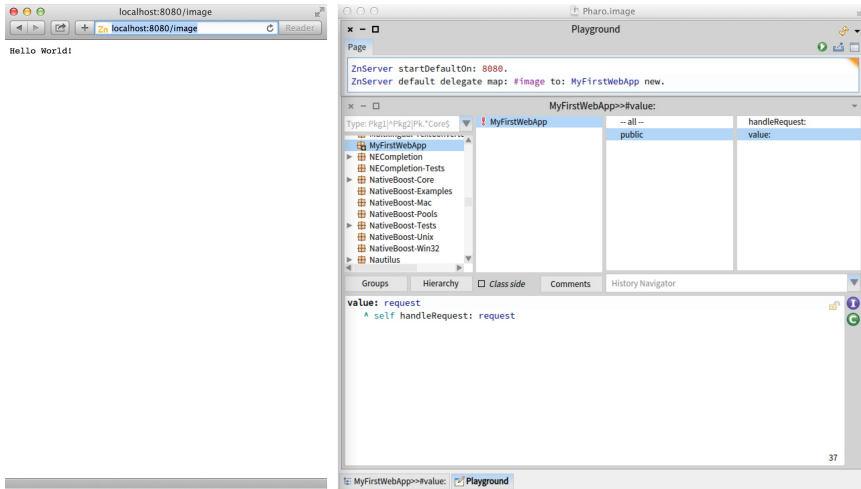 localhost:8080/image
Zn localhost:8080/image
Reader
Hello World!
Pharo.image
Playground
Page
ZnServer startDefaultOn: 8080.
ZnServer default delegate map: #image to: MyFirstWebApp new.
MyFirstWebApp>>#value:
Type: Pkg1|^Pkg2|Pk.*Core$
MyFirstWebApp
NECompletion
NECompletion-Tests
NativeBoost-Core
NativeBoost-Examples
NativeBoost-Mac
NativeBoost-Pools
NativeBoost-Tests
NativeBoost-Unix
NativeBoost-Win32
Nautilus
MyFirstWebApp
-- all --
public
handleRequest:
value:
Groups
Hierarchy
Class side
Comments
History Navigator
value: request
^ self handleRequest: request
I
C
37
MyFirstWebApp>>#value:
Playground